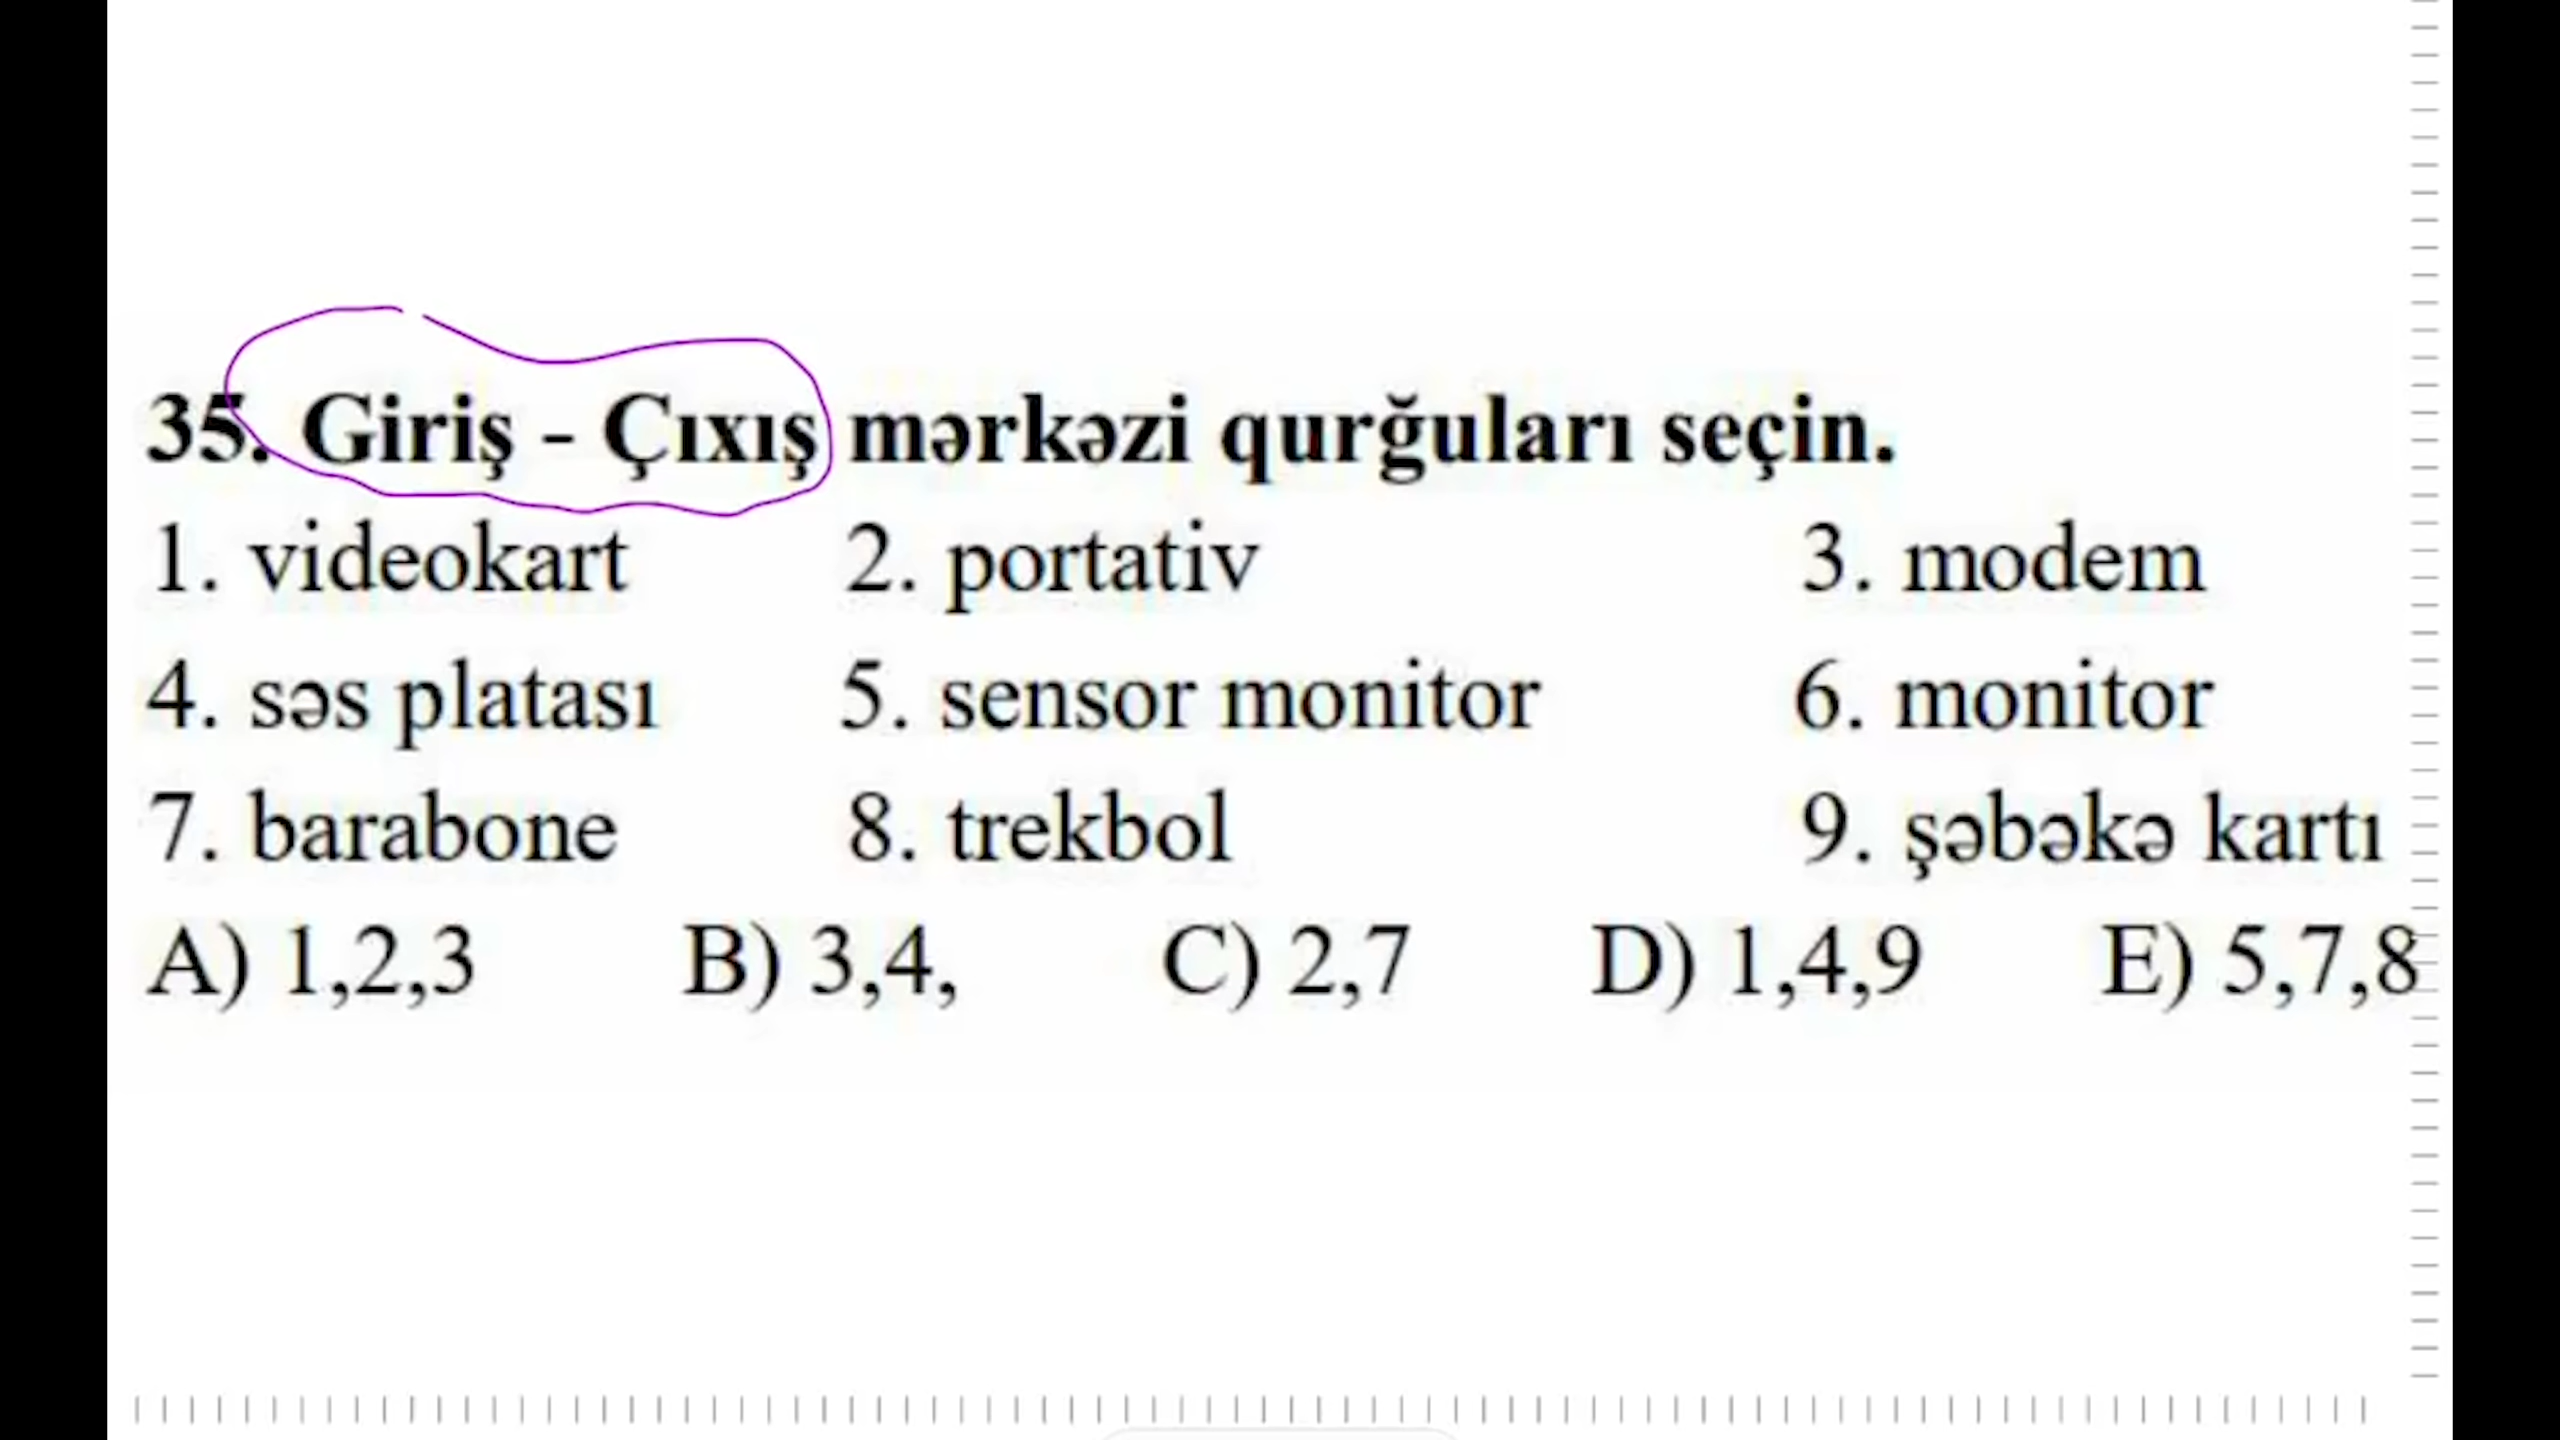 35. Giriş - Çıxış mərkəzi qurğuları seçin.
1. videokart 2. portativ 3. modem
4. səs platası 5. sensor monitor 6. monitor
7. barabone 8. trekbol 9. şəbəkə kartı
A) 1,2,3 B) 3,4, C) 2,7 D) 1,4,9 E) 5,7,8